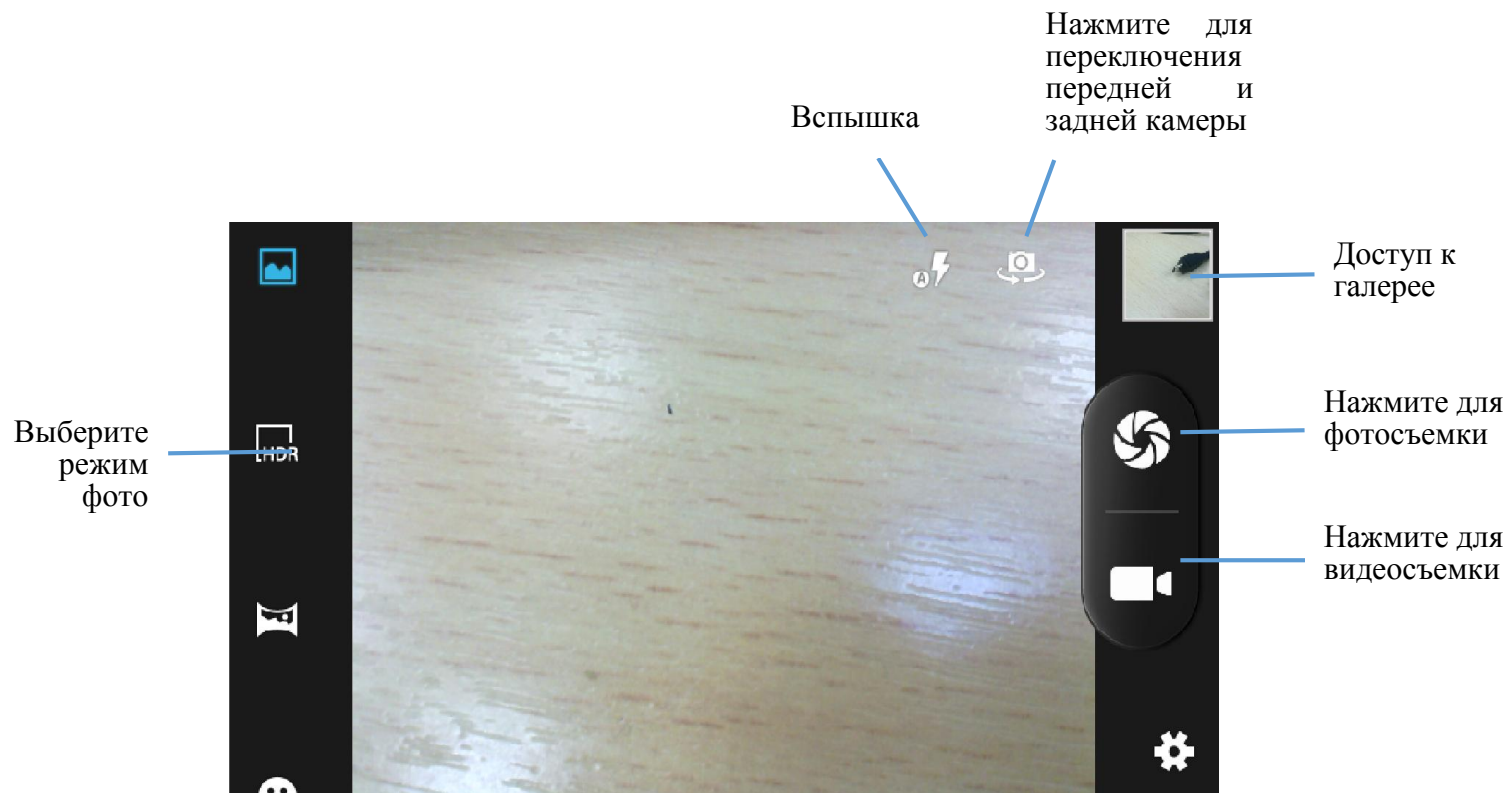 Нажмите для
переключения
передней и
задней камеры
Вспышка
A
Доступ к
галерее
Выберите
режим
фото
HDR
Нажмите для
фотосъемки
Нажмите для
видеосъемки